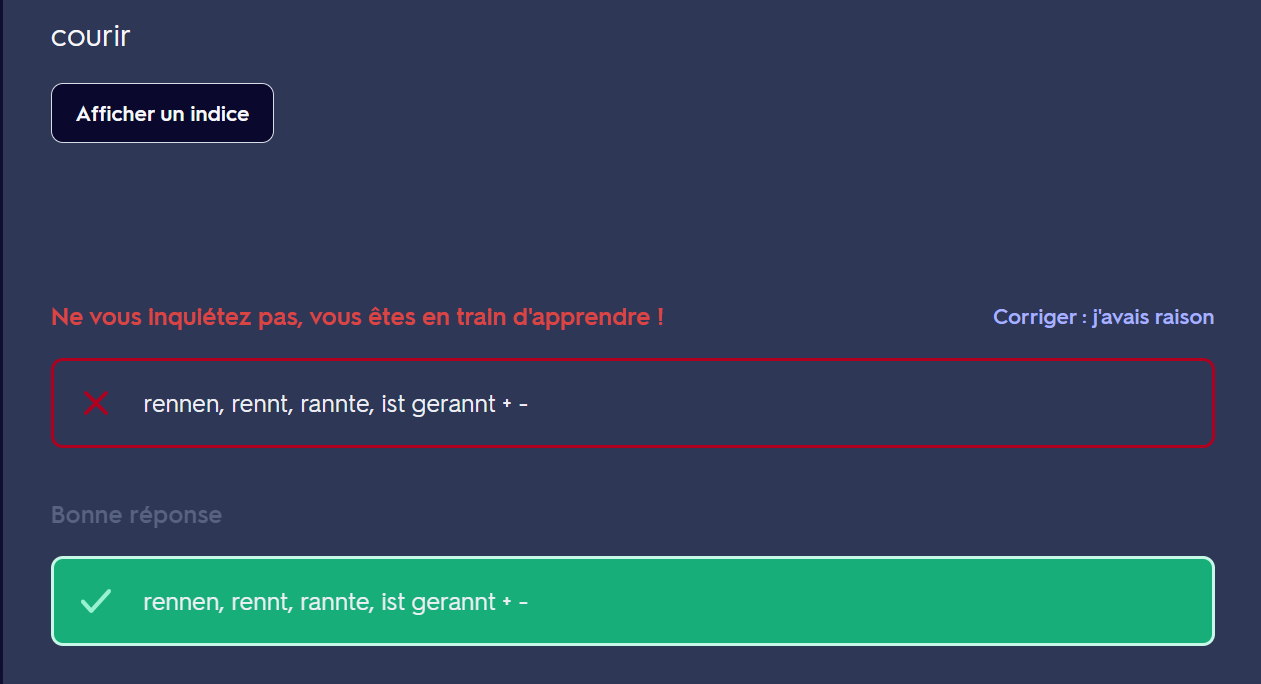 courir
Afficher un indice
Ne vous inquiétez pas, vous êtes en train d'apprendre !
Corriger : j'avais raison
rennen, rennt, rannte, ist gerannt + -
Bonne réponse
rennen, rennt, rannte, ist gerannt + -